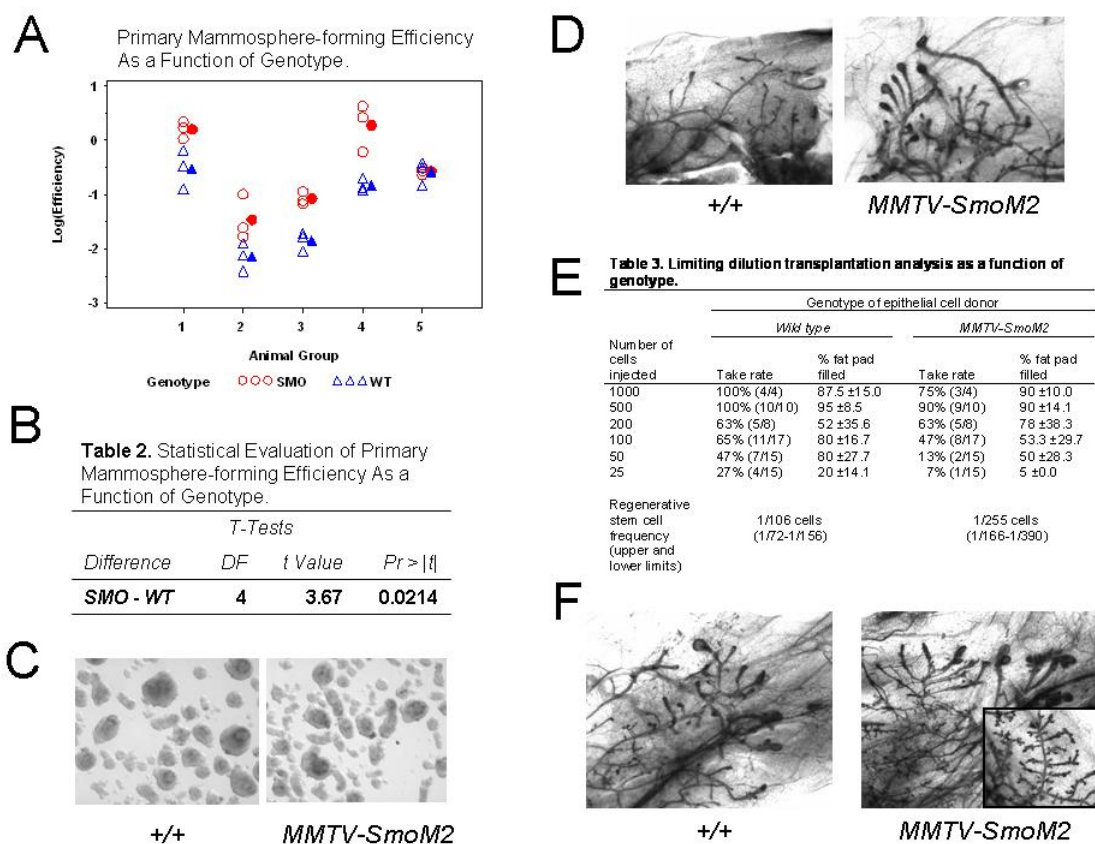 A
Primary Mammosphere-forming Efficiency
As a Function of Genotype.
Log(Efficiency)
1
0
-1
-2
-3
1 2 3 4 5
Animal Group
Genotype SMO WT
B
Table 2. Statistical Evaluation of Primary
Mammosphere-forming Efficiency As a
Function of Genotype.
T-Tests
Difference DF t Value Pr > |t|
SMO - WT 4 3.67 0.0214
C
+/+ MMTV-SmoM2
D
+/+ MMTV-SmoM2
E
Table 3. Limiting dilution transplantation analysis as a function of
genotype.
Genotype of epithelial cell donor
Wild type MMTV-SmoM2
Number of
cells
injected
Take rate
% fat pad
filled
Take rate
% fat pad
filled
1000 100% (4/4) 87.5 ±15.0 75% (3/4) 90 ±10.0
500 100% (10/10) 95 ±8.5 90% (9/10) 90 ±14.1
200 63% (5/8) 52 ±35.6 63% (5/8) 78 ±38.3
100 65% (11/17) 80 ±16.7 47% (8/17) 53.3 ±29.7
50 47% (7/15) 80 ±27.7 13% (2/15) 50 ±28.3
25 27% (4/15) 20 ±14.1 7% (1/15) 5 ±0.0
Regenerative
stem cell
frequency
(upper and
lower limits)
1/106 cells
(1/72-1/156)
1/255 cells
(1/166-1/390)
F
+/+ MMTV-SmoM2